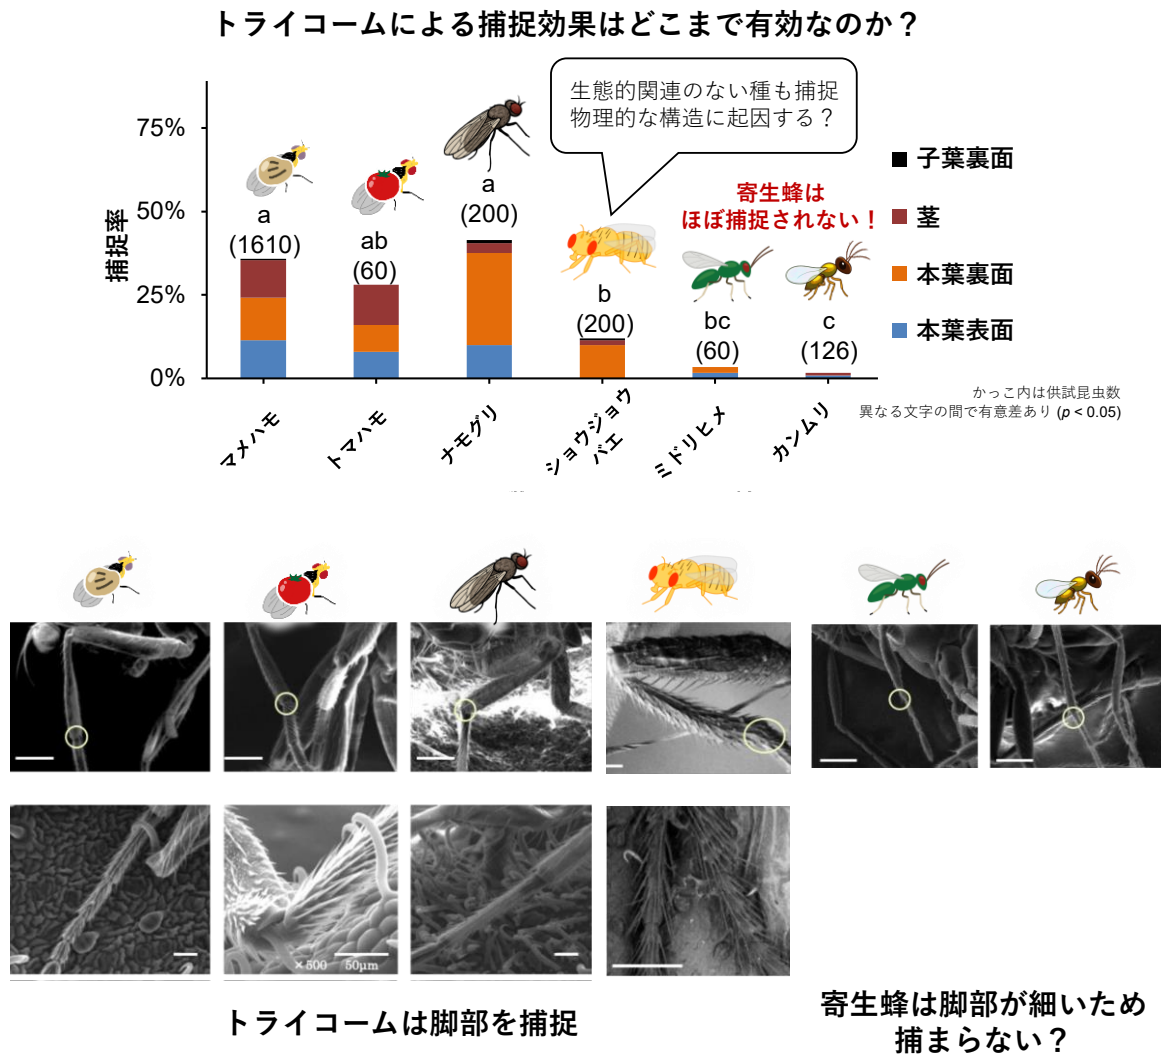 トライコームによる捕捉効果はどこまで有効なのか？
生態的関連のない種も捕捉
物理的な構造に起因する？
75%
50%
25%
0%
捕捉率
a
(1610)
ab
(60)
a
(200)
b
(200)
寄生蜂は
ほぼ捕捉されない！
bc
(60)
c
(126)
子葉裏面
茎
本葉裏面
本葉表面
かっこ内は供試昆虫数
異なる文字の間で有意差あり (p < 0.05)
マメハモ
トマハモ
ナモグリ
ショウジョウ
バエ
ミドリヒメ
カンムリ
×500 50μm
トライコームは脚部を捕捉
寄生蜂は脚部が細いため
捕まらない？